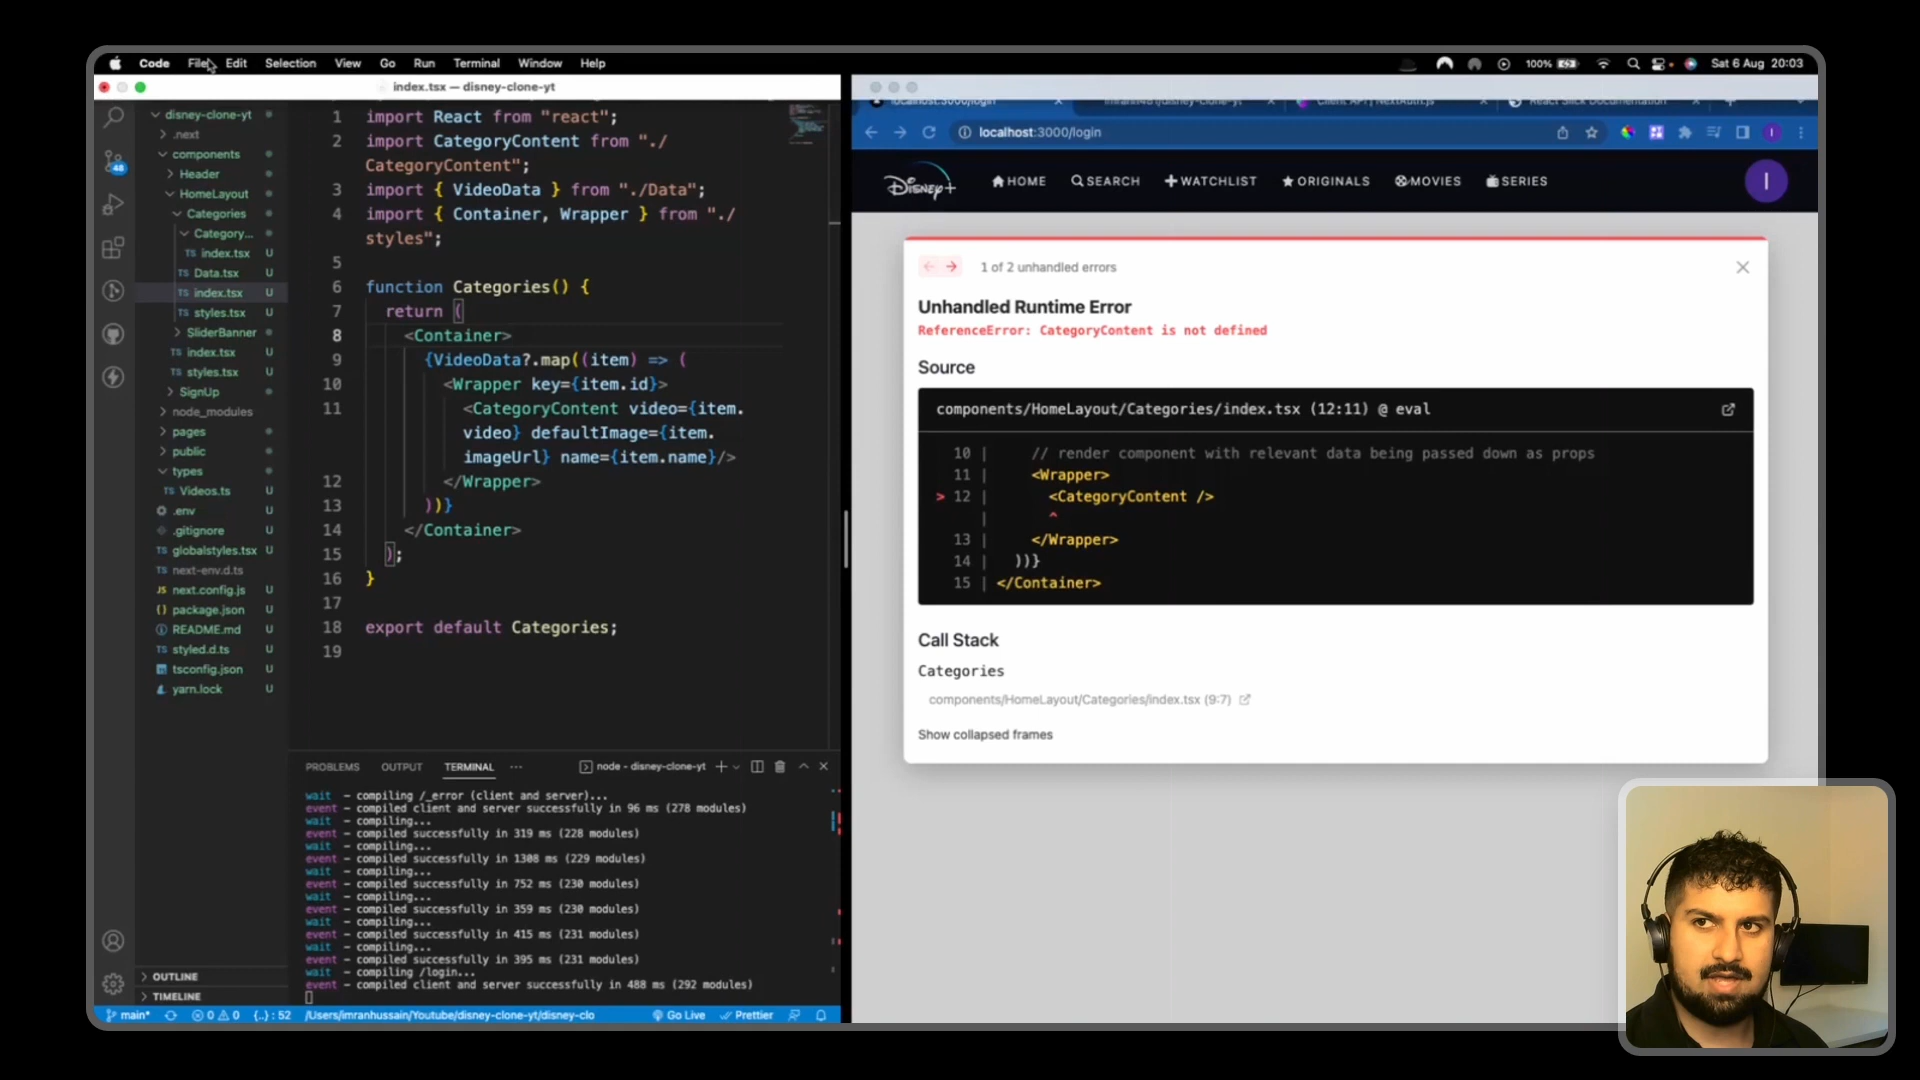 Code File Edit Selection View Go Run Terminal Window Help
100% Sat 6 Aug 20:03
index.tsx — disney-clone-yt
disney-clone-yt
.next
components
Header
HomeLayout
Categories
Category...
index.tsx U
Data.tsx U
index.tsx U
styles.tsx U
SliderBanner
index.tsx U
styles.tsx U
SignUp
node_modules
pages
public
types
Videos.ts U
.env U
.gitignore U
globalstyles.tsx U
next-env.d.ts
next.config.js U
package.json U
README.md U
styled.d.ts U
tsconfig.json U
yarn.lock U
OUTLINE
TIMELINE
48
1 import React from "react";
2 import CategoryContent from "./
CategoryContent";
3 import { VideoData } from "./Data";
4 import { Container, Wrapper } from "./
styles";
5
6 function Categories() {
7 return (
8 <Container>
9 {VideoData?.map((item) => (
10 <Wrapper key={item.id}>
11 <CategoryContent video={item.
video} defaultImage={item.
imageUrl} name={item.name}/>
12 </Wrapper>
13 ))}
14 </Container>
15 );
16 }
17
18 export default Categories;
19
PROBLEMS OUTPUT TERMINAL ··· node - disney-clone-yt
wait - compiling /_error (client and server)...
event - compiled client and server successfully in 96 ms (278 modules)
wait - compiling...
event - compiled successfully in 319 ms (228 modules)
wait - compiling...
event - compiled successfully in 1308 ms (229 modules)
wait - compiling...
event - compiled successfully in 752 ms (230 modules)
wait - compiling...
event - compiled successfully in 359 ms (230 modules)
wait - compiling...
event - compiled successfully in 415 ms (231 modules)
wait - compiling...
event - compiled successfully in 395 ms (231 modules)
wait - compiling /login...
event - compiled client and server successfully in 488 ms (292 modules)
main* 0 0 {..} : 52 /Users/imranhussain/Youtube/disney-clone-yt/disney-clo Go Live Prettier
localhost:3000/login Client API | NextAuth.js React Slick Documentation
localhost:3000/login
Disney+ HOME SEARCH WATCHLIST ORIGINALS MOVIES SERIES I
1 of 2 unhandled errors
Unhandled Runtime Error
ReferenceError: CategoryContent is not defined
Source
components/HomeLayout/Categories/index.tsx (12:11) @ eval
10 | // render component with relevant data being passed down as props
11 | <Wrapper>
> 12 | <CategoryContent />
| ^
13 | </Wrapper>
14 | ))}
15 | </Container>
Call Stack
Categories
components/HomeLayout/Categories/index.tsx (9:7)
Show collapsed frames